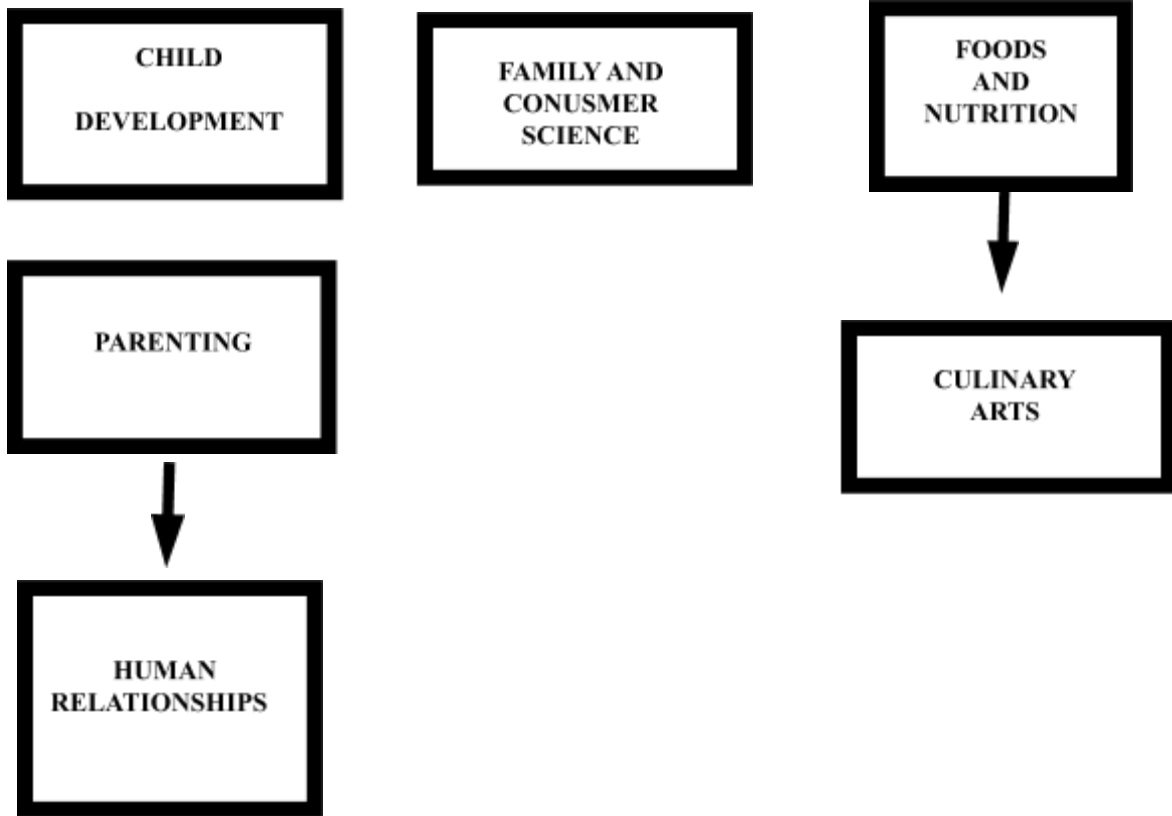 CHILD
DEVELOPMENT
FAMILY AND
CONUSMER
SCIENCE
FOODS
AND
NUTRITION
PARENTING
CULINARY
ARTS
HUMAN
RELATIONSHIPS